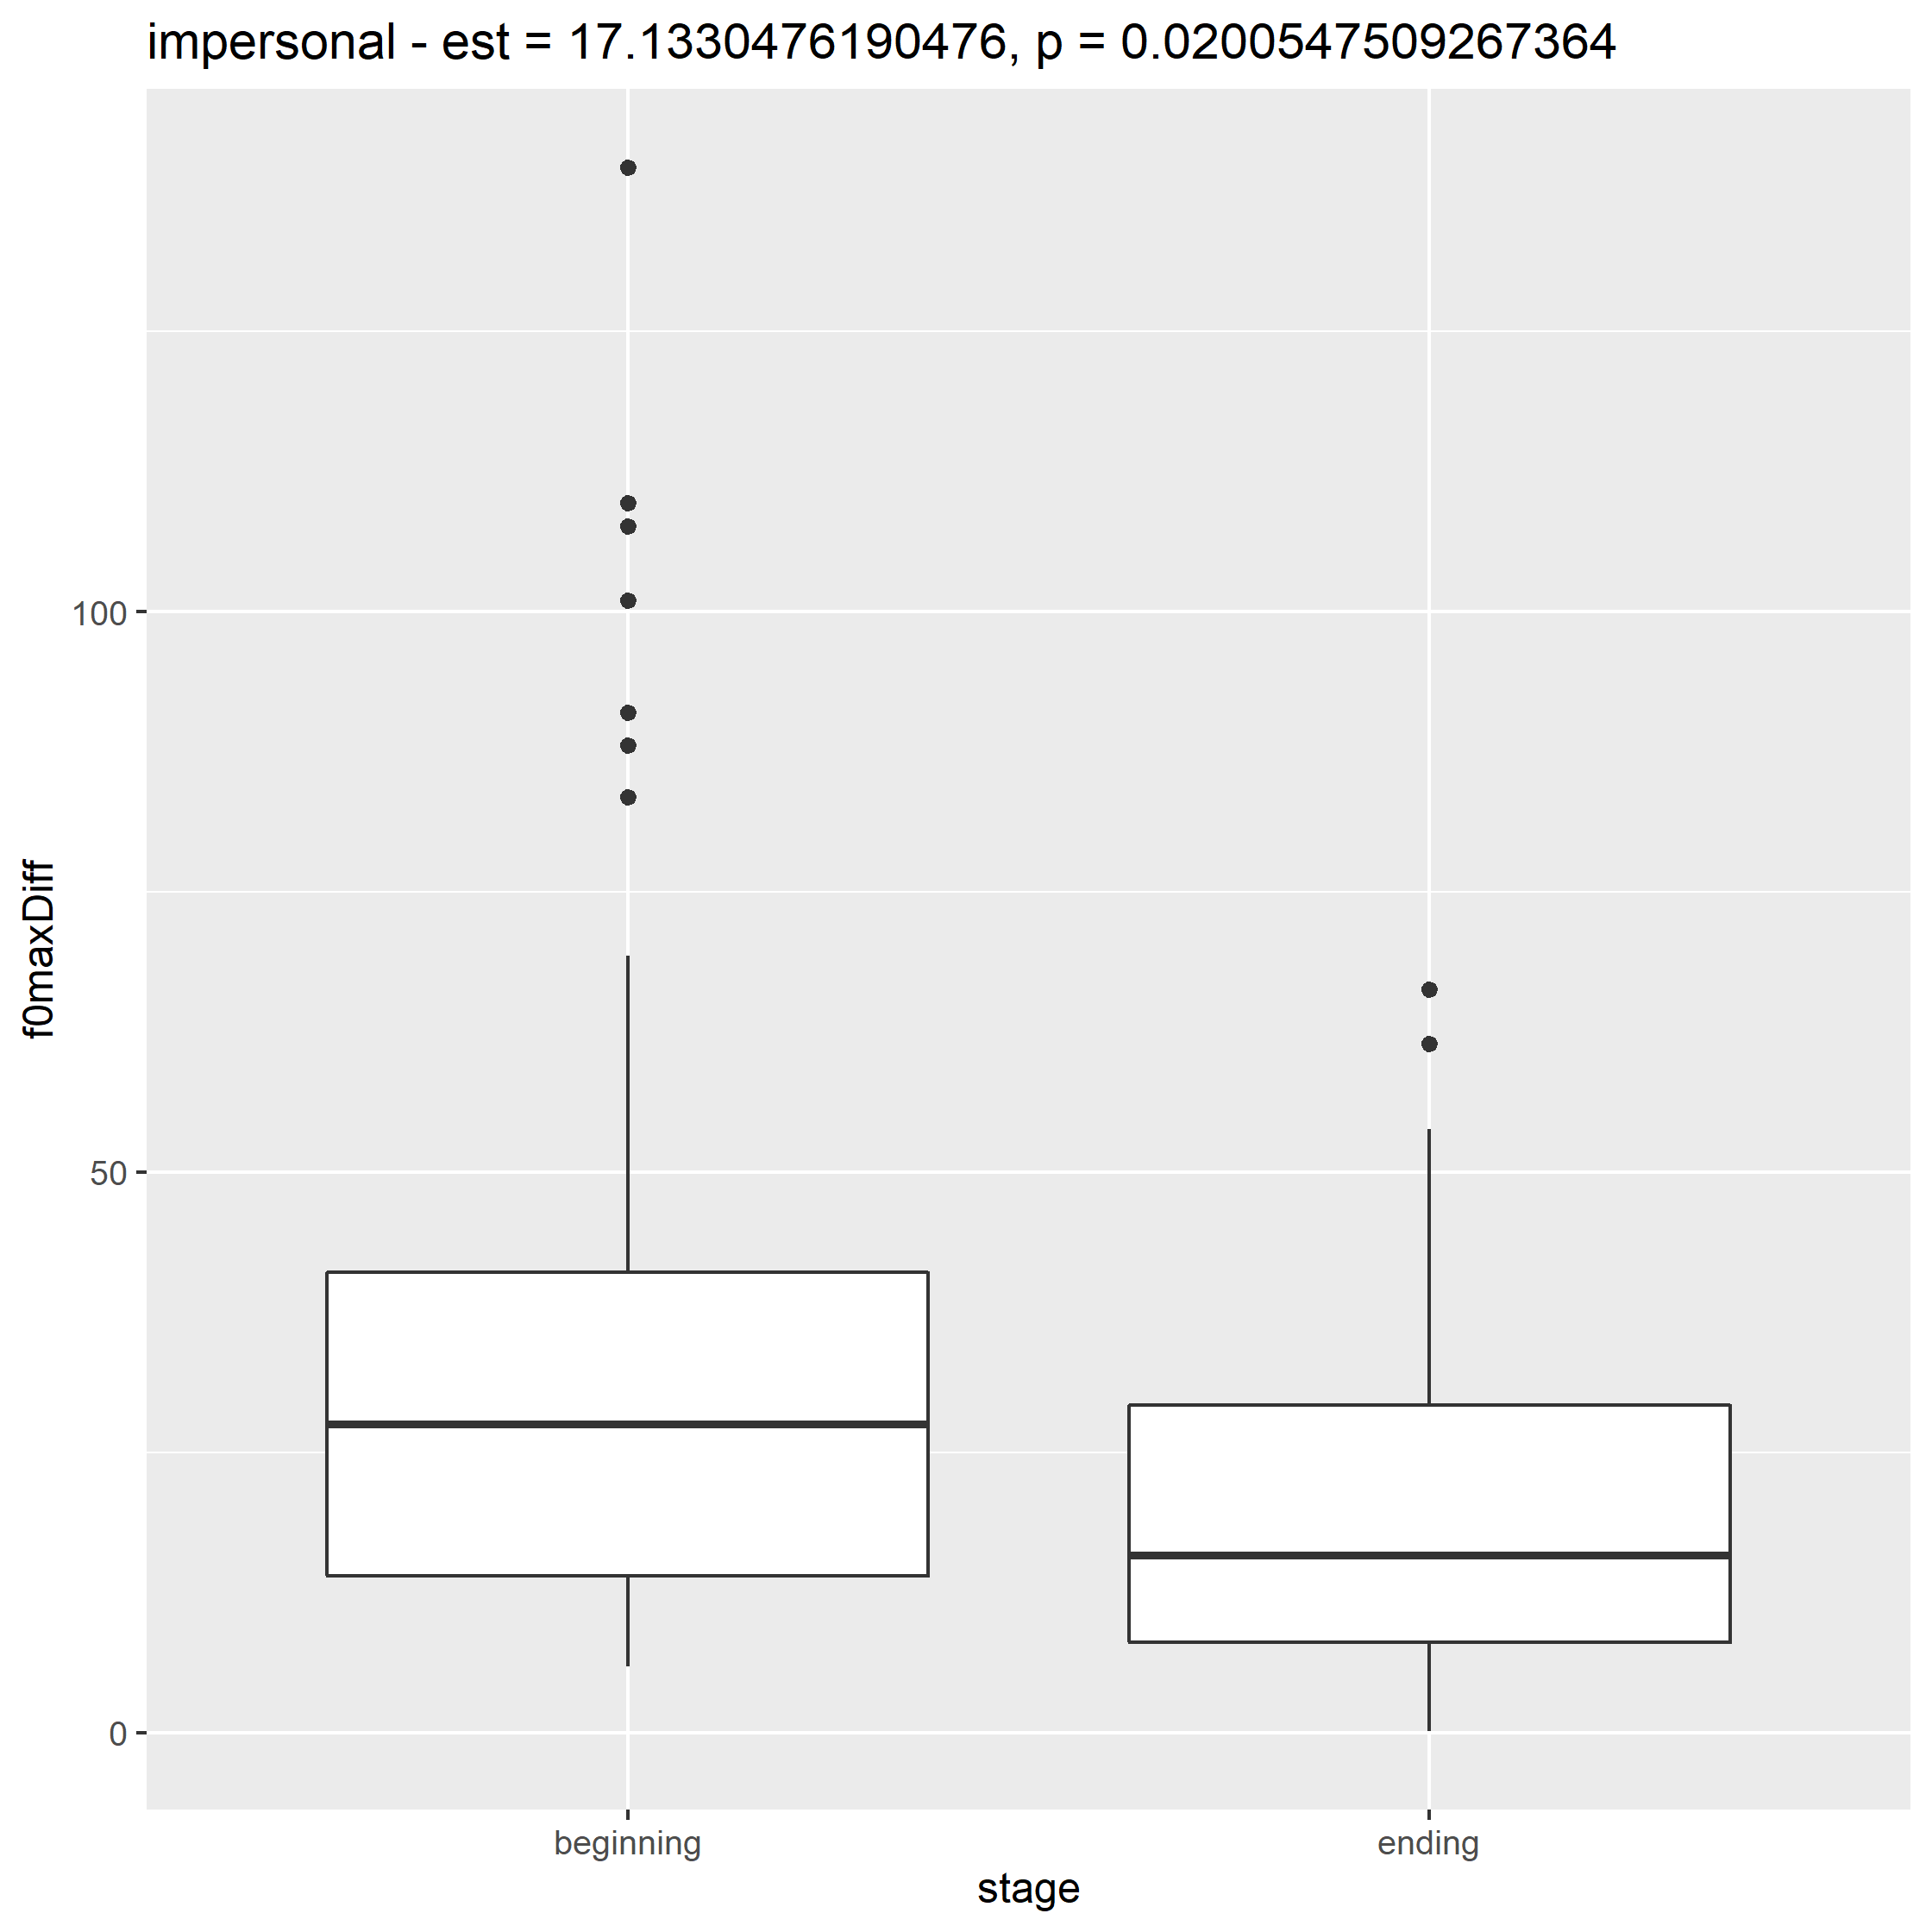 impersonal - est = 17.1330476190476, p = 0.0200547509267364
f0maxDiff
100
50
0
beginning
ending
stage